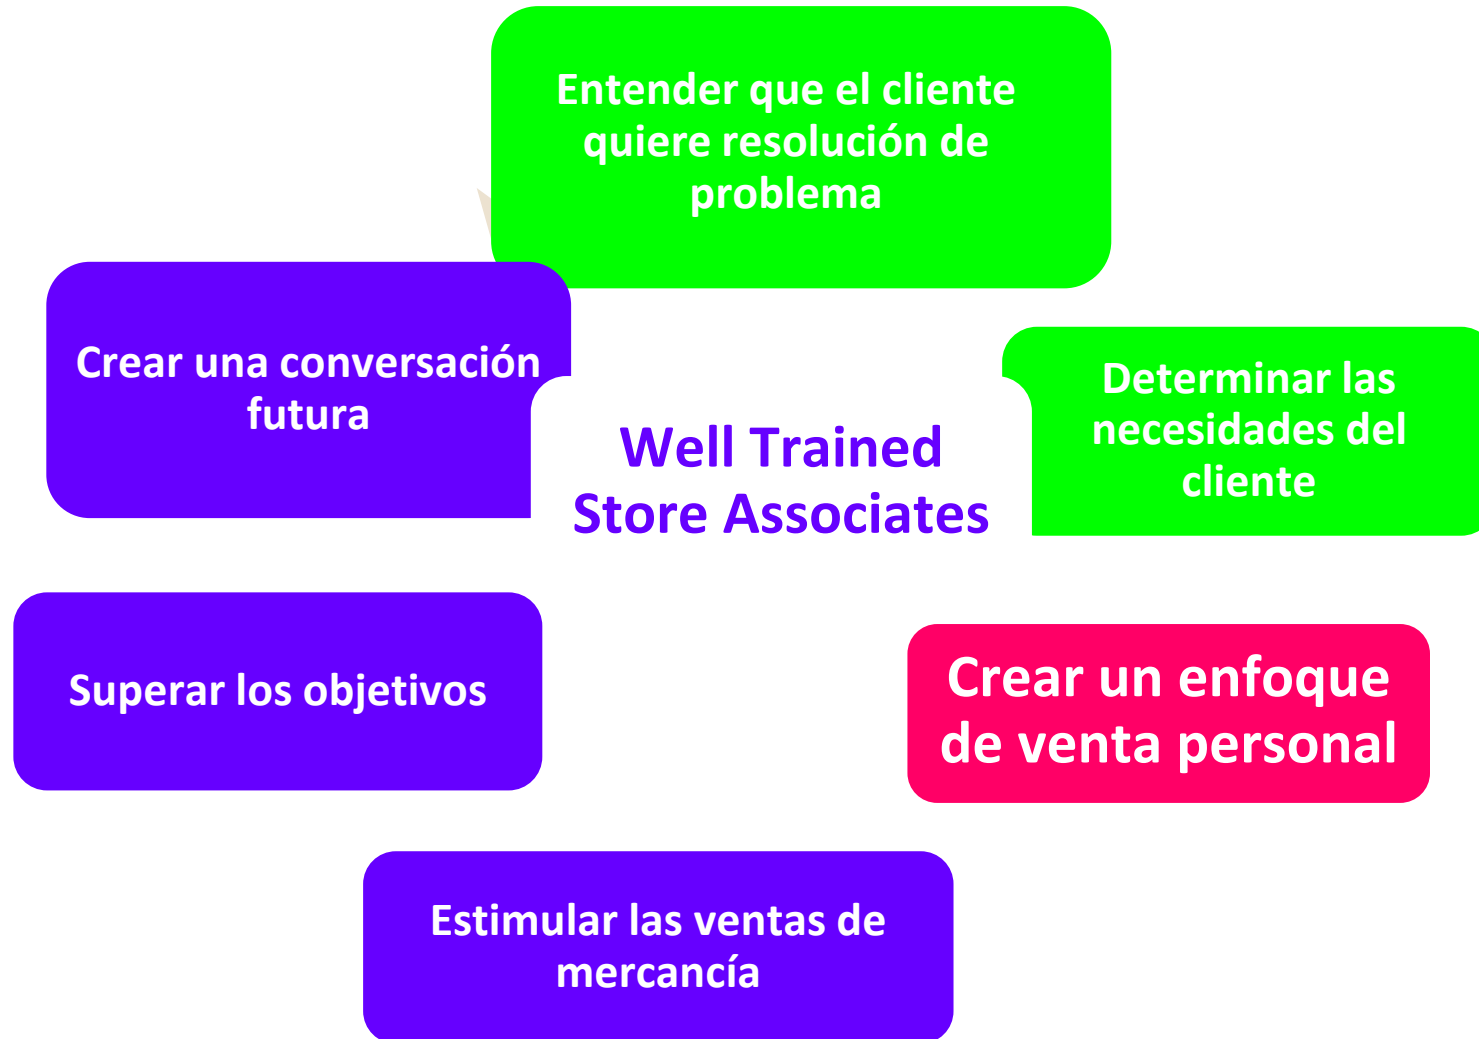 Entender que el cliente
quiere resolución de
problema
Crear una conversación
futura
Determinar las
necesidades del
cliente
Well Trained
Store Associates
Superar los objetivos
Crear un enfoque
de venta personal
Estimular las ventas de
mercancía